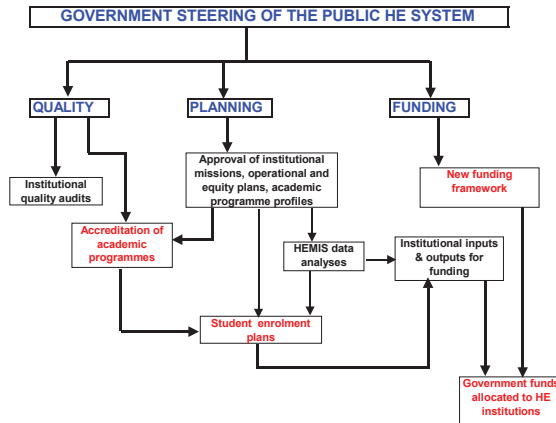 GOVERNMENT STEERING OF THE PUBLIC HE SYSTEM
QUALITY
PLANNING
FUNDING
Institutional
quality audits
Approval of institutional
missions, operational and
equity plans, academic
programme profiles
New funding
framework
Accreditation of
academic
programmes
HEMIS data
analyses
Institutional inputs
& outputs for
funding
Student enrolment
plans
Government funds
allocated to HE
institutions